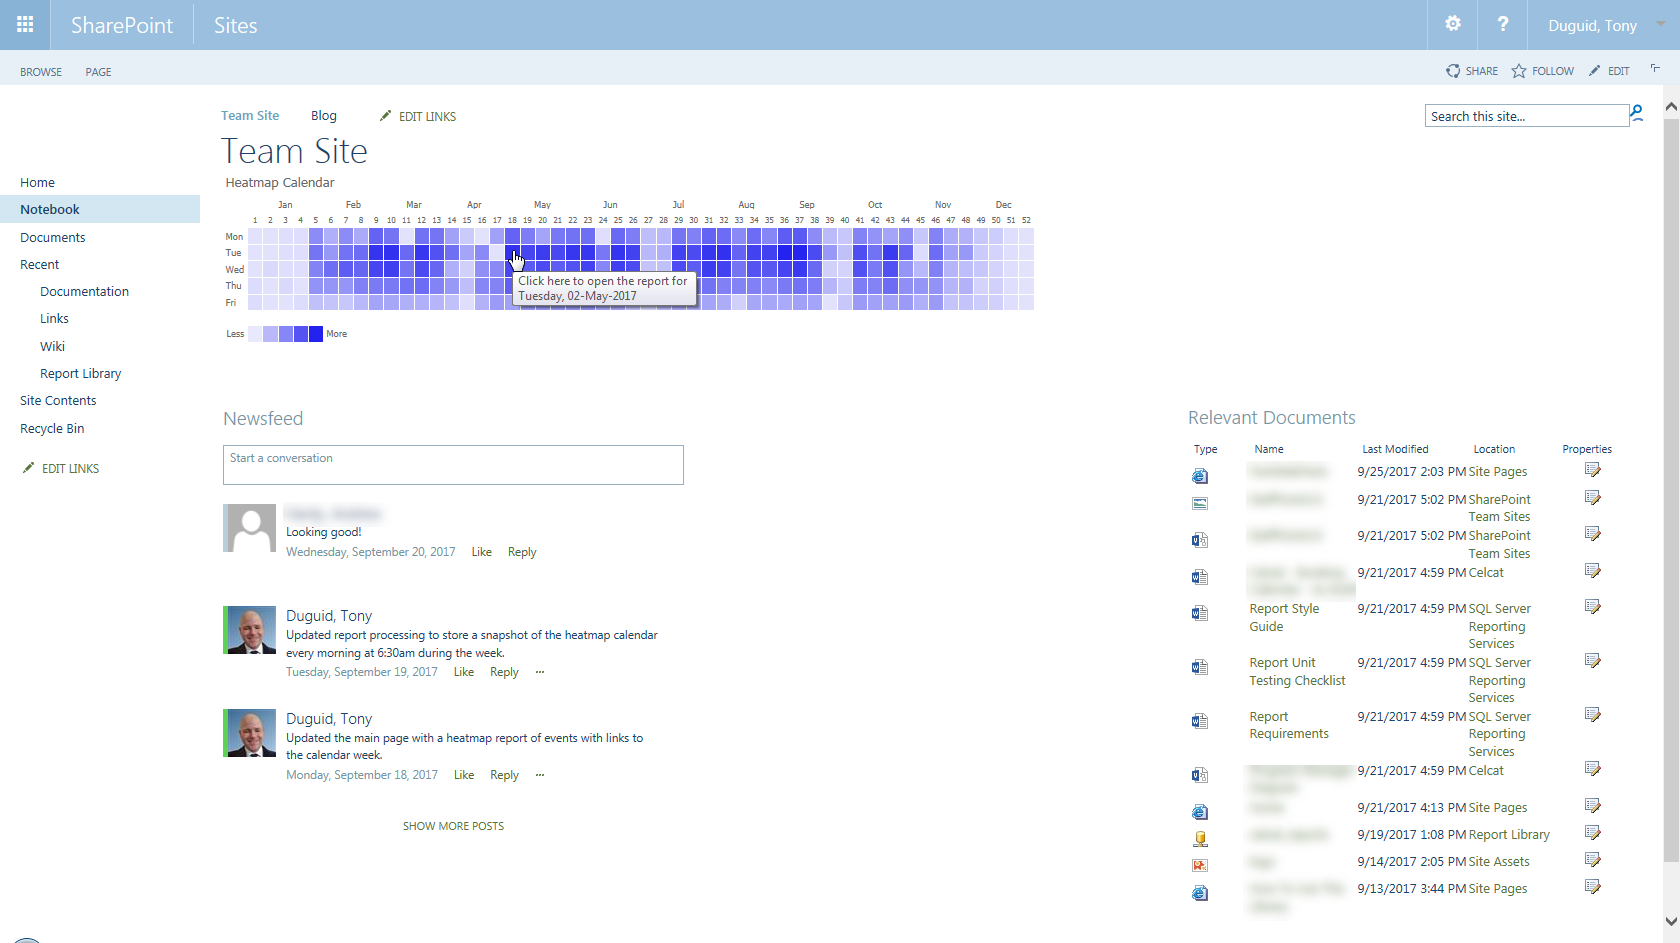 SharePoint Sites Duguid, Tony
BROWSE PAGE SHARE FOLLOW EDIT
Team Site Blog EDIT LINKS
Search this site...
Team Site
Home
Notebook
Documents
Recent
Documentation
Links
Wiki
Report Library
Site Contents
Recycle Bin
EDIT LINKS
Heatmap Calendar
Jan Feb Mar Apr May Jun Jul Aug Sep Oct Nov Dec
1 2 3 4 5 6 7 8 9 10 11 12 13 14 15 16 17 18 19 20 21 22 23 24 25 26 27 28 29 30 31 32 33 34 35 36 37 38 39 40 41 42 43 44 45 46 47 48 49 50 51 52
Mon
Tue
Wed
Thu
Fri
Click here to open the report for
Tuesday, 02-May-2017
Less More
Newsfeed
Start a conversation
Looking good!
Wednesday, September 20, 2017 Like Reply
Duguid, Tony
Updated report processing to store a snapshot of the heatmap calendar
every morning at 6:30am during the week.
Tuesday, September 19, 2017 Like Reply ...
Duguid, Tony
Updated the main page with a heatmap report of events with links to
the calendar week.
Monday, September 18, 2017 Like Reply ...
SHOW MORE POSTS
Relevant Documents
Type Name Last Modified Location Properties
9/25/2017 2:03 PM Site Pages
9/21/2017 5:02 PM SharePoint
Team Sites
9/21/2017 5:02 PM SharePoint
Team Sites
9/21/2017 4:59 PM Celcat
Report Style 9/21/2017 4:59 PM SQL Server
Guide Reporting
Services
Report Unit 9/21/2017 4:59 PM SQL Server
Testing Checklist Reporting
Services
Report 9/21/2017 4:59 PM SQL Server
Requirements Reporting
Services
9/21/2017 4:59 PM Celcat
9/21/2017 4:13 PM Site Pages
9/19/2017 1:08 PM Report Library
9/14/2017 2:05 PM Site Assets
9/13/2017 3:44 PM Site Pages